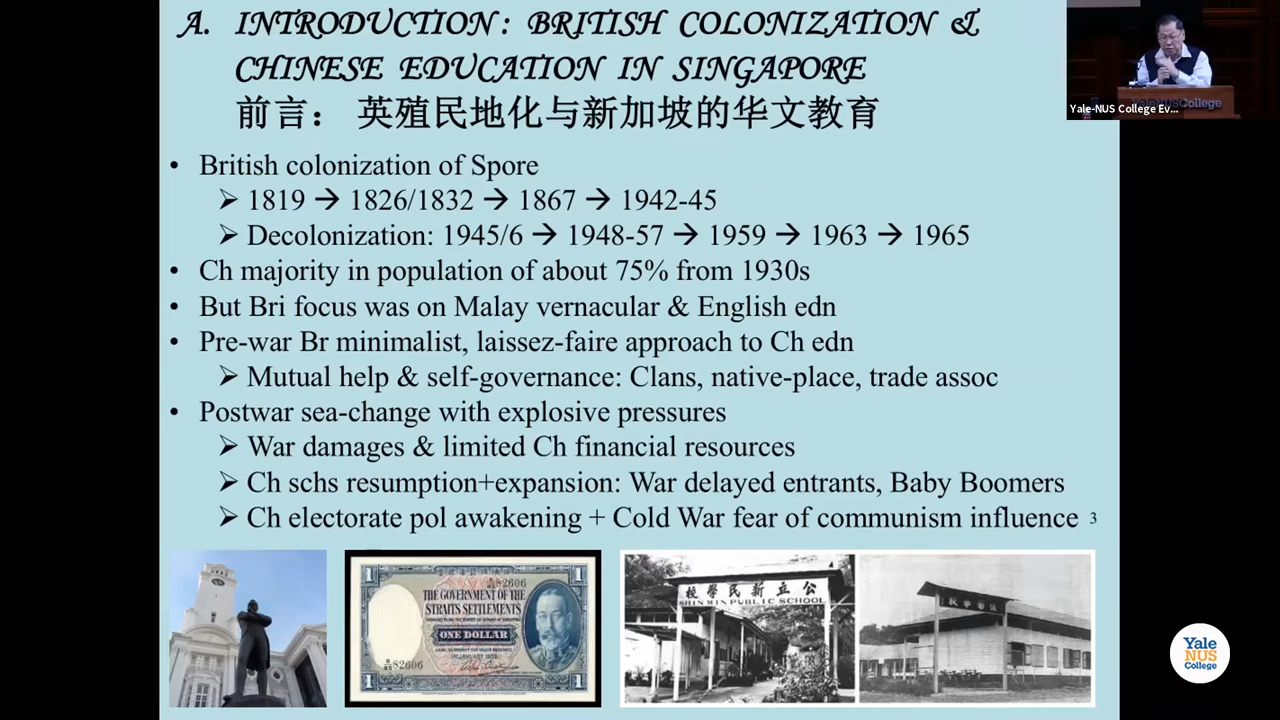 A. INTRODUCTION: BRITISH COLONIZATION &
CHINESE EDUCATION IN SINGAPORE
前言： 英殖民地化与新加坡的华文教育
• British colonization of Spore
➢ 1819 → 1826/1832 → 1867 → 1942-45
➢ Decolonization: 1945/6 → 1948-57 → 1959 → 1963 → 1965
• Ch majority in population of about 75% from 1930s
• But Bri focus was on Malay vernacular & English edn
• Pre-war Br minimalist, laissez-faire approach to Ch edn
➢ Mutual help & self-governance: Clans, native-place, trade assoc
• Postwar sea-change with explosive pressures
➢ War damages & limited Ch financial resources
➢ Ch schs resumption+expansion: War delayed entrants, Baby Boomers
➢ Ch electorate pol awakening + Cold War fear of communism influence
3
Yale-NUS College Ev...
YaleNUSCollege
1
1
82606
THE GOVERNMENT OF THE
STRAITS SETTLEMENTS
ONE DOLLAR
82606
校學民新立公
SHIN MIN PUBLIC SCHOOL
Yale
NUS
College